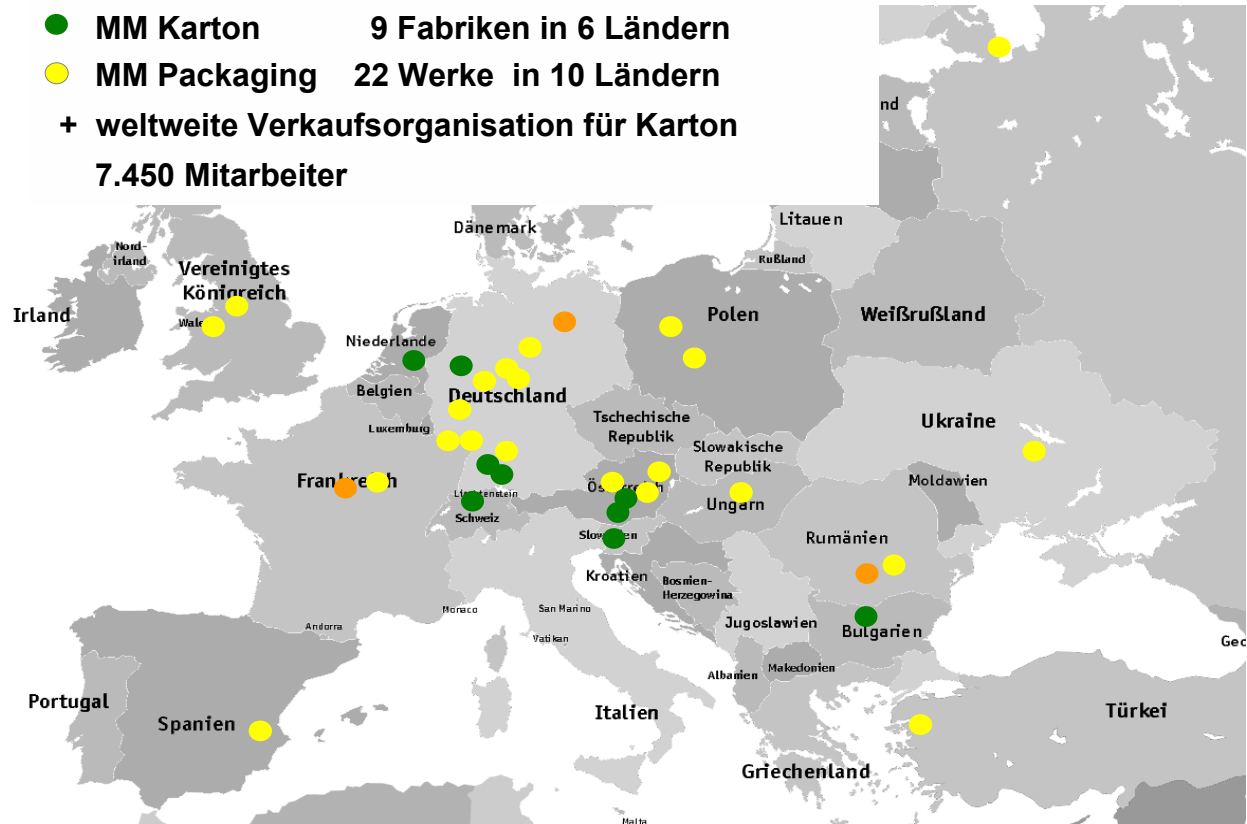 MM Karton 9 Fabriken in 6 Ländern
MM Packaging 22 Werke in 10 Ländern
+ weltweite Verkaufsorganisation für Karton
7.450 Mitarbeiter
nd
Litauen
Dänemark
Rußland
Nord-
irland
Vereinigtes
Königreich
Irland
Wale
Polen
Weißrußland
Niederlande
Belgien
Deutschland
Luxemburg
Tschechische
Republik
Slowakische
Republik
Ukraine
Frankreich
Liechtenstein
Österreich
Ungarn
Moldawien
Schweiz
Slowenien
Rumänien
Kroatien
Bosnien-
Herzegowina
Monaco
San Marino
Jugoslawien
Bulgarien
Andorra
Vatikan
Geo
Makedonien
Albanien
Portugal
Spanien
Italien
Türkei
Griechenland
Malta